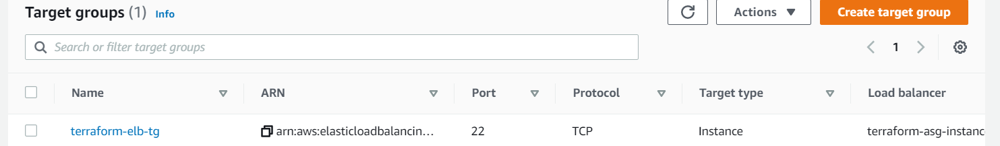 Target groups (1) Info
Actions
Create target group
Search or filter target groups
1
Name ARN Port Protocol Target type Load balancer
terraform-elb-tg arn:aws:elasticloadbalancin... 22 TCP Instance terraform-asg-instanc